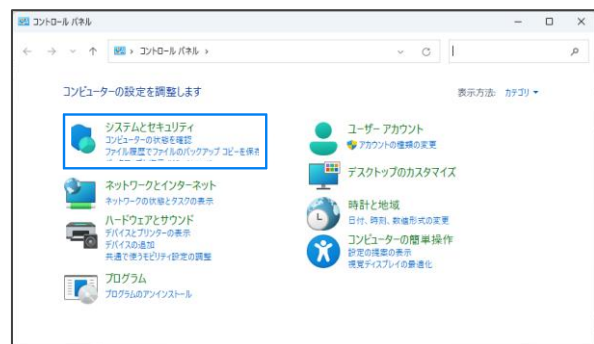 コントロール パネル
コントロール パネル
コンピューターの設定を調整します
表示方法: カテゴリ
システムとセキュリティ
コンピューターの状態を確認
ファイル履歴でファイルのバックアップ コピーを保存
ネットワークとインターネット
ネットワークの状態とタスクの表示
ハードウェアとサウンド
デバイスとプリンターの表示
デバイスの追加
共通で使うモビリティ設定の調整
プログラム
プログラムのアンインストール
ユーザー アカウント
アカウントの種類の変更
デスクトップのカスタマイズ
時計と地域
日付、時刻、数値形式の変更
コンピューターの簡単操作
設定の提案の表示
視覚ディスプレイの最適化